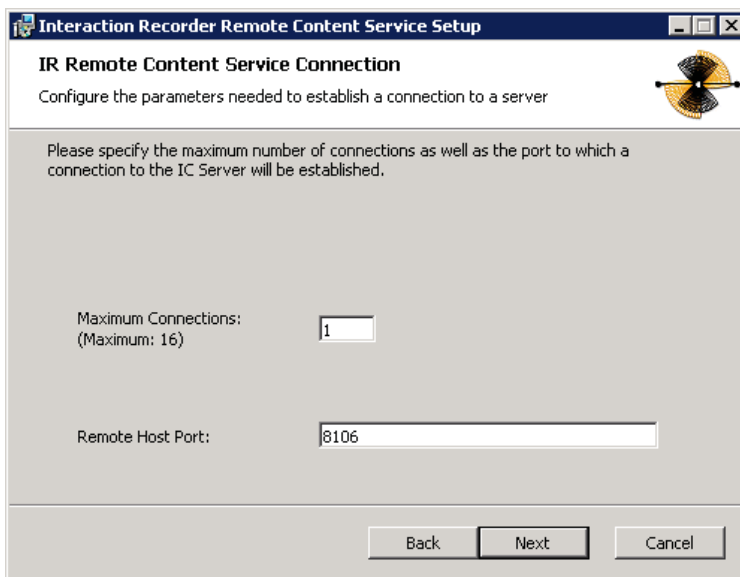 Interaction Recorder Remote Content Service Setup
IR Remote Content Service Connection
Configure the parameters needed to establish a connection to a server
Please specify the maximum number of connections as well as the port to which a
connection to the IC Server will be established.
Maximum Connections:
(Maximum: 16)
1
Remote Host Port:
8106
Back
Next
Cancel